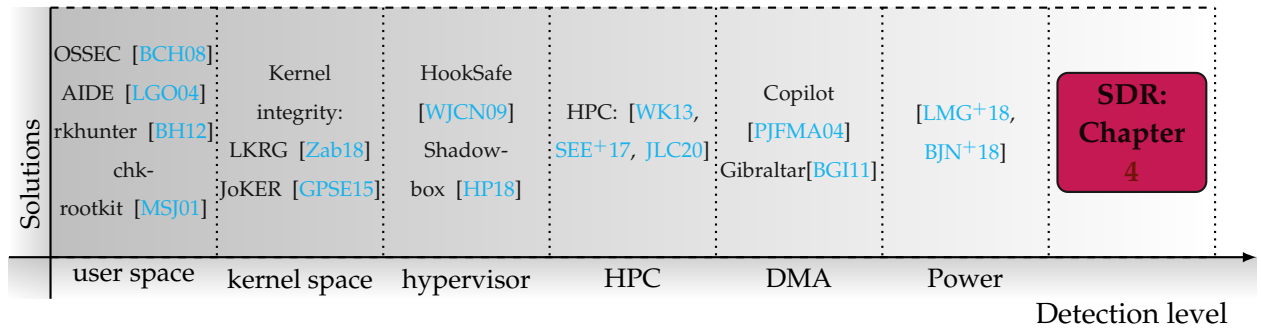 Solutions
OSSEC [BCH08]
AIDE [LGO04]
rkhunter [BH12]
chk-
rootkit [MSJ01]
Kernel
integrity:
LKRG [Zab18]
JoKER [GPSE15]
HookSafe
[WJCN09]
Shadow-
box [HP18]
HPC: [WK13,
SEE+17, JLC20]
Copilot
[PJFMA04]
Gibraltar[BGI11]
[LMG+18,
BJN+18]
SDR:
Chapter
4
user space
kernel space
hypervisor
HPC
DMA
Power
Detection level